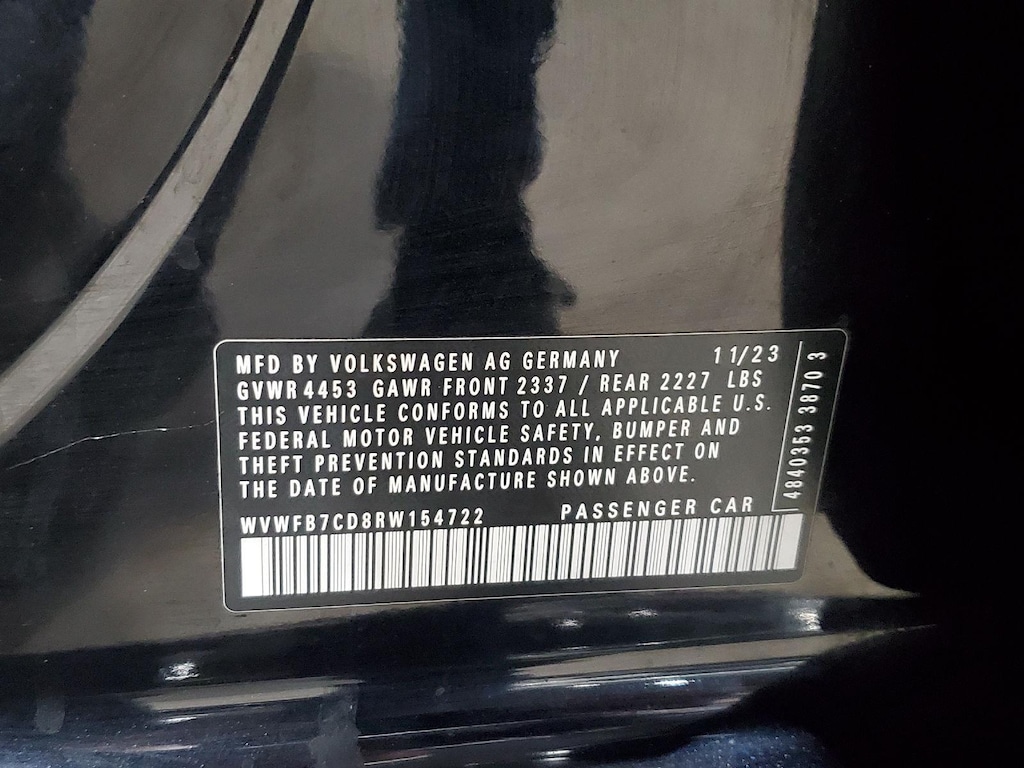 MFD BY VOLKSWAGEN AG GERMANY 11/23
GVWR 4453 GAWR FRONT 2337 / REAR 2227 LBS
THIS VEHICLE CONFORMS TO ALL APPLICABLE U.S.
FEDERAL MOTOR VEHICLE SAFETY, BUMPER AND
THEFT PREVENTION STANDARDS IN EFFECT ON
THE DATE OF MANUFACTURE SHOWN ABOVE.
WVWFB7CD8RW154722 PASSENGER CAR
4840353 3870 3